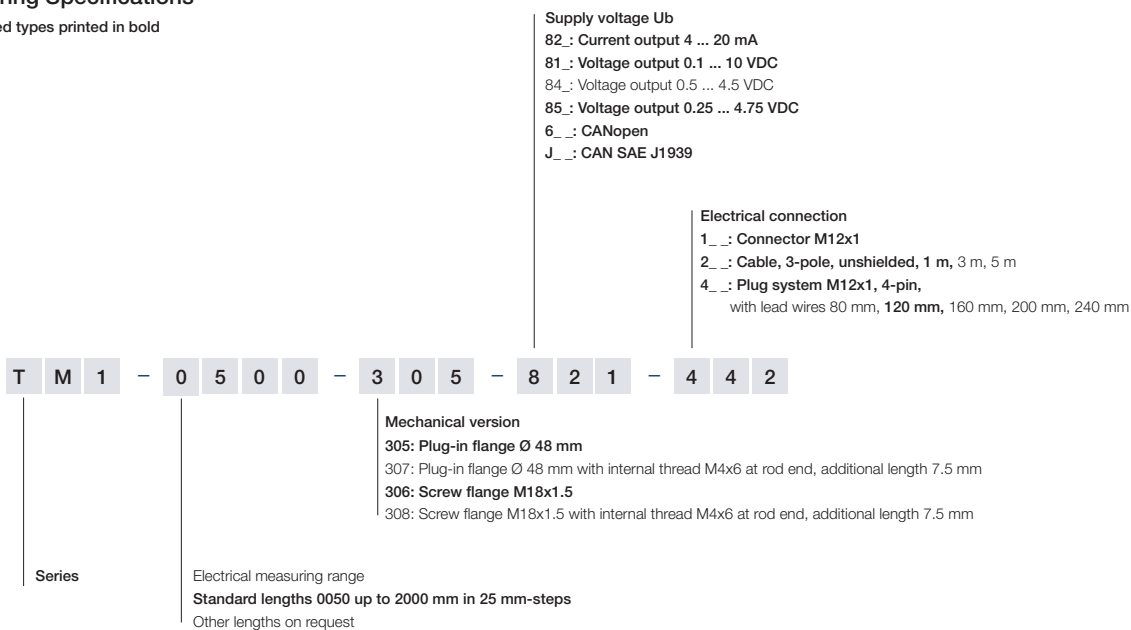 ring Specifications
ed types printed in bold
Supply voltage Ub
82_: Current output 4 ... 20 mA
81_: Voltage output 0.1 ... 10 VDC
84_: Voltage output 0.5 ... 4.5 VDC
85_: Voltage output 0.25 ... 4.75 VDC
6_ _: CANopen
J_ _: CAN SAE J1939
Electrical connection
1_ _: Connector M12x1
2_ _: Cable, 3-pole, unshielded, 1 m, 3 m, 5 m
4_ _: Plug system M12x1, 4-pin,
with lead wires 80 mm, 120 mm, 160 mm, 200 mm, 240 mm
T M 1 – 0 5 0 0 – 3 0 5 – 8 2 1 – 4 4 2
Mechanical version
305: Plug-in flange Ø 48 mm
307: Plug-in flange Ø 48 mm with internal thread M4x6 at rod end, additional length 7.5 mm
306: Screw flange M18x1.5
308: Screw flange M18x1.5 with internal thread M4x6 at rod end, additional length 7.5 mm
Series
Electrical measuring range
Standard lengths 0050 up to 2000 mm in 25 mm-steps
Other lengths on request